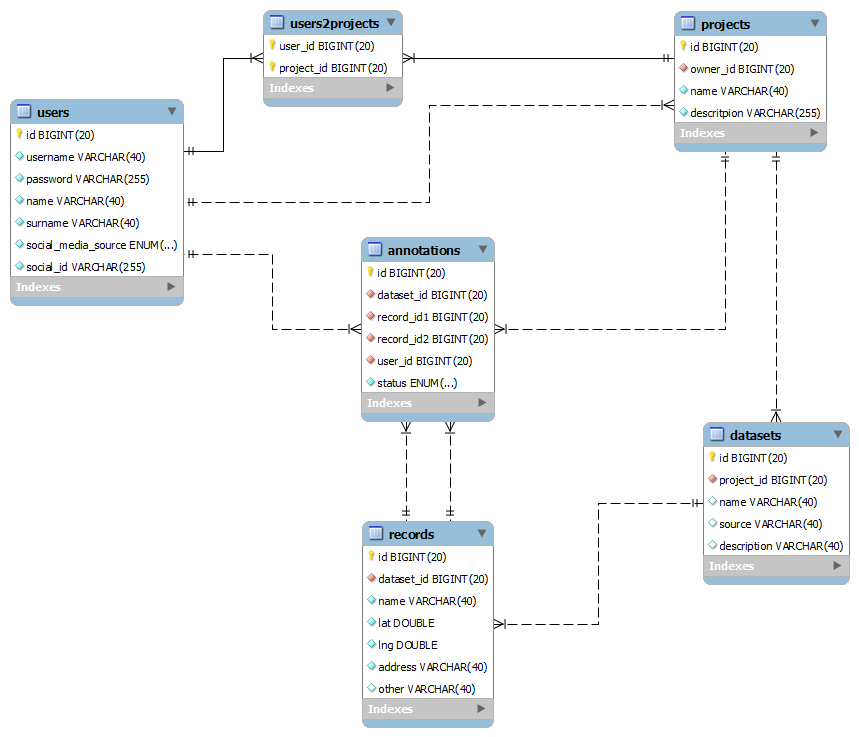 users2projects
user_id BIGINT(20)
project_id BIGINT(20)
Indexes
projects
id BIGINT(20)
owner_id BIGINT(20)
name VARCHAR(40)
descritpion VARCHAR(255)
Indexes
users
id BIGINT(20)
username VARCHAR(40)
password VARCHAR(255)
name VARCHAR(40)
surname VARCHAR(40)
social_media_source ENUM(...)
social_id VARCHAR(255)
Indexes
annotations
id BIGINT(20)
dataset_id BIGINT(20)
record_id1 BIGINT(20)
record_id2 BIGINT(20)
user_id BIGINT(20)
status ENUM(...)
Indexes
datasets
id BIGINT(20)
project_id BIGINT(20)
name VARCHAR(40)
source VARCHAR(40)
description VARCHAR(40)
Indexes
records
id BIGINT(20)
dataset_id BIGINT(20)
name VARCHAR(40)
lat DOUBLE
lng DOUBLE
address VARCHAR(40)
other VARCHAR(40)
Indexes